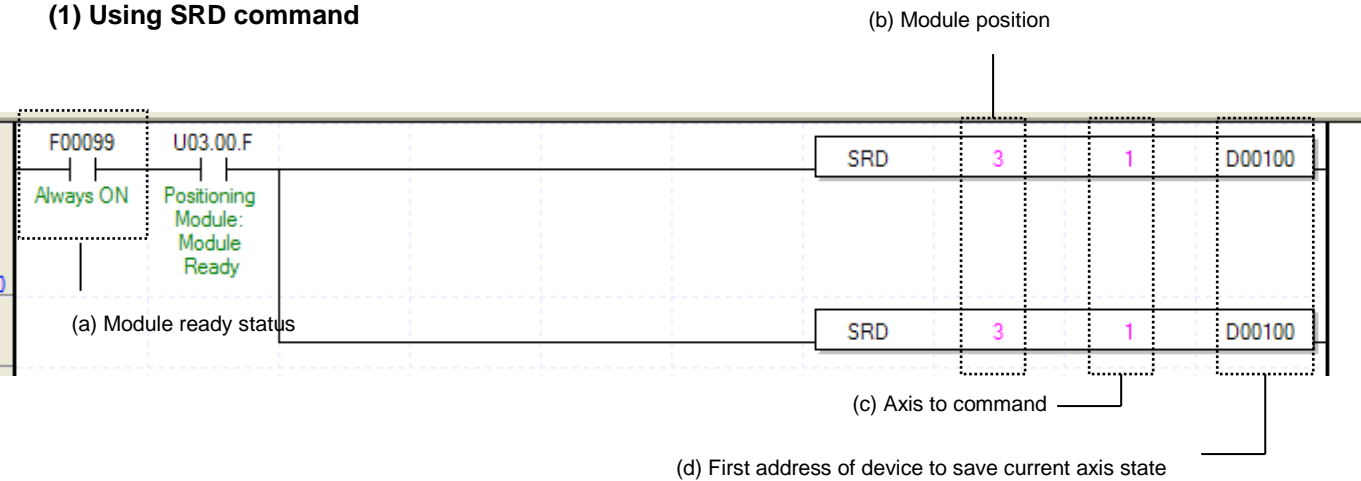 (1) Using SRD command
(b) Module position
F00099
U03.00.F
SRD 3 1 D00100
Always ON
Positioning
Module:
Module
Ready
0
(a) Module ready status
SRD 3 1 D00100
(c) Axis to command
(d) First address of device to save current axis state